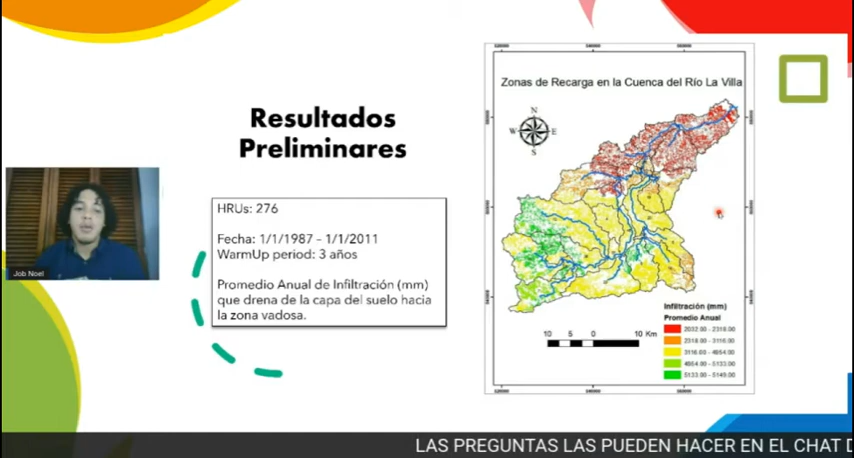 Resultados
Preliminares
HRUs: 276
Fecha: 1/1/1987 - 1/1/2011
WarmUp period: 3 años
Promedio Anual de Infiltración (mm)
que drena de la capa del suelo hacia
la zona vadosa.
Job Noel
Zonas de Recarga en la Cuenca del Río La Villa
N
W E
S
Infiltración (mm)
Promedio Anual
2032.00 - 2318.00
2318.00 - 3116.00
3116.00 - 4954.00
4954.00 - 5133.00
5133.00 - 5149.00
10 5 0 10 Km
LAS PREGUNTAS LAS PUEDEN HACER EN EL CHAT D